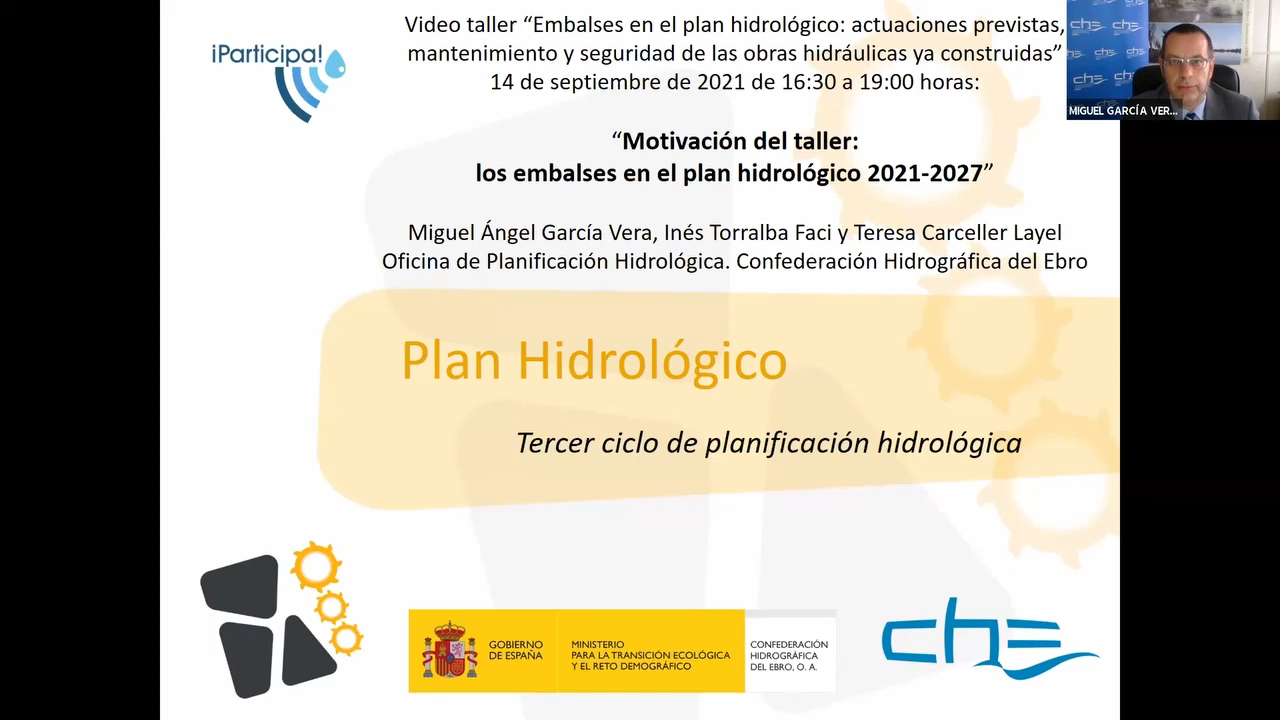 ¡Participa!
Video taller “Embalses en el plan hidrológico: actuaciones previstas,
mantenimiento y seguridad de las obras hidráulicas ya construidas”
14 de septiembre de 2021 de 16:30 a 19:00 horas:
“Motivación del taller:
los embalses en el plan hidrológico 2021-2027”
Miguel Ángel García Vera, Inés Torralba Faci y Teresa Carceller Layel
Oficina de Planificación Hidrológica. Confederación Hidrográfica del Ebro
MIGUEL GARCÍA VER...
Plan Hidrológico
Tercer ciclo de planificación hidrológica
GOBIERNO
DE ESPAÑA
MINISTERIO
PARA LA TRANSICIÓN ECOLÓGICA
Y EL RETO DEMOGRÁFICO
CONFEDERACIÓN
HIDROGRÁFICA
DEL EBRO, O. A.
che